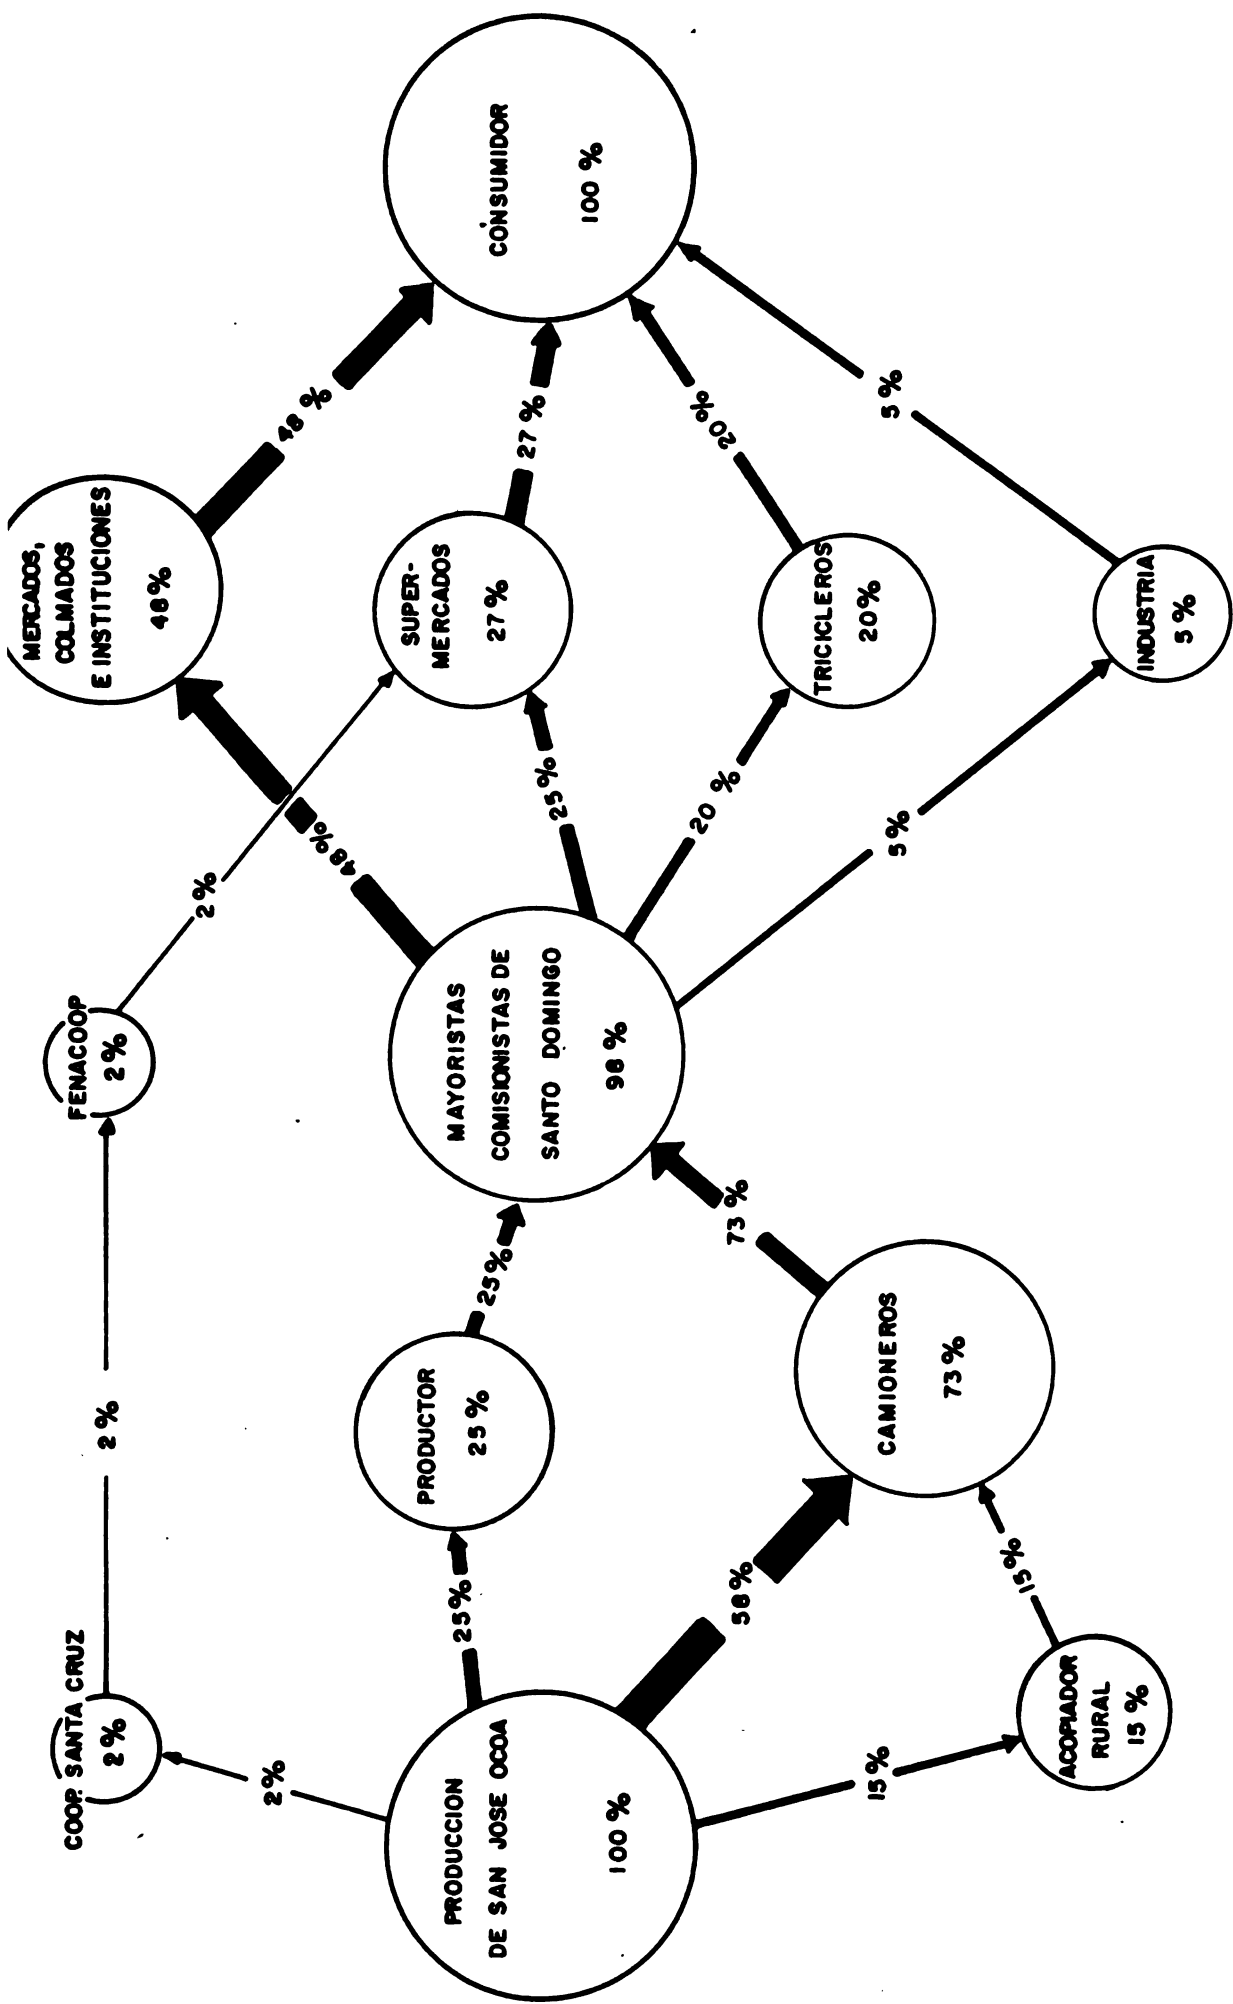 COOP. SANTA CRUZ
2%
2%
FENACOOP
2%
2%
MERCADOS,
COLMADOS
E INSTITUCIONES
48%
48%
48%
2%
PRODUCCION
DE SAN JOSE OCOA
100%
25%
PRODUCTOR
25%
25%
MAYORISTAS
COMISIONISTAS DE
SANTO DOMINGO
98%
25%
SUPER-
MERCADOS
27%
27%
CONSUMIDOR
100%
58%
CAMIONEROS
73%
73%
20%
TRICICLEROS
20%
20%
15%
ACOPIADOR
RURAL
15%
15%
5%
INDUSTRIA
5%
5%